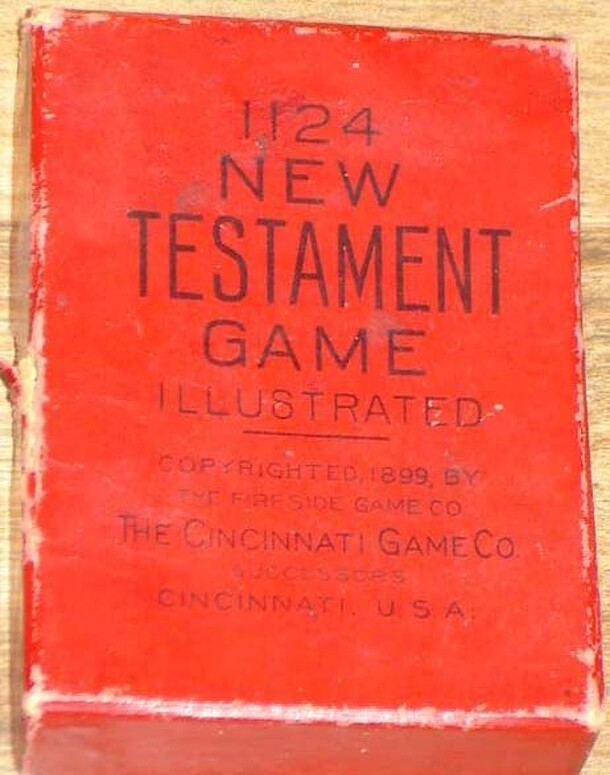 1124
NEW
TESTAMENT
GAME
ILLUSTRATED
COPYRIGHTED, 1899, BY
THE FIRESIDE GAME CO
THE CINCINNATI GAME CO.
SUCCESSORS
CINCINNATI. U.S.A.